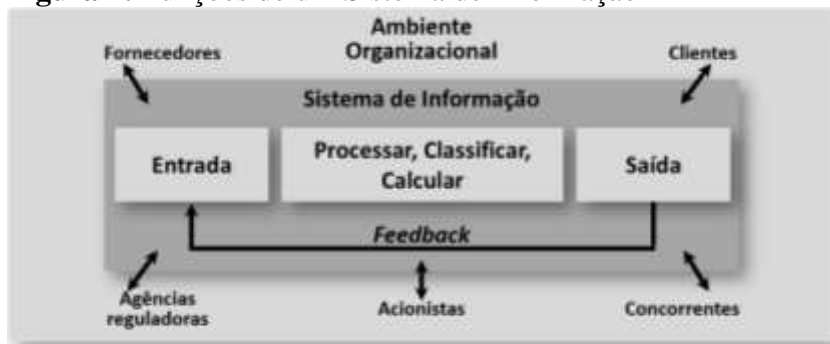 Ambiente
Organizacional
Fornecedores
Clientes
Sistema de Informação
Entrada
Processar, Classificar,
Calcular
Saída
Feedback
Agências
reguladoras
Acionistas
Concorrentes